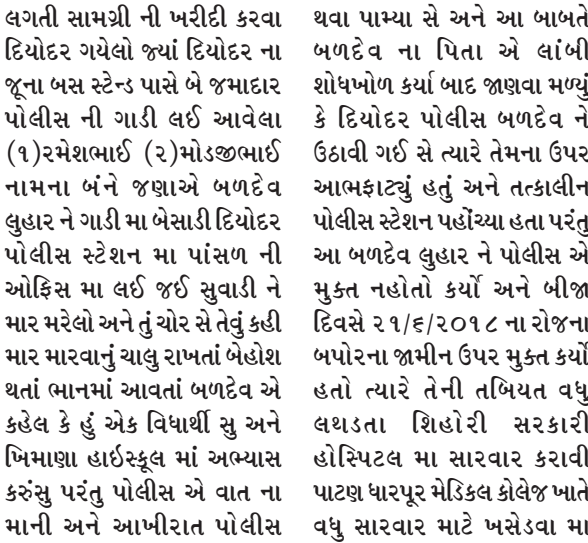 લગતી સામગ્રી ની ખરીદી કરવા
દિયોદર ગયેલો જ્યાં દિયોદર ના
જૂના બસ સ્ટેન્ડ પાસે બે જમાદાર
પોલીસ ની ગાડી લઈ આવેલા
(૧)રમેશભાઈ (૨)મોડજીભાઈ
નામના બંને જણાએ બળદેવ
લુહાર ને ગાડી મા બેસાડી દિયોદર
પોલીસ સ્ટેશન મા પાંસળ ની
ઓફિસ મા લઈ જઈ સુવાડી ને
માર મરેલો અને તું ચોર સે તેવું કહી
માર મારવાનું ચાલુ રાખતાં બેહોશ
થતાં ભાનમાં આવતાં બળદેવ એ
કહેલ કે હું એક વિધાર્થી સુ અને
ખિમાણા હાઇસ્કૂલ માં અભ્યાસ
કરુંસુ પરંતુ પોલીસ એ વાત ના
માની અને આખીરાત પોલીસ
થવા પામ્યા સે અને આ બાબતે
બળદેવ ના પિતા એ લાંબી
શોધખોળ કર્યા બાદ જાણવા મળ્યું
કે દિયોદર પોલીસ બળદેવ ને
ઉઠાવી ગઈ સે ત્યારે તેમના ઉપર
આભફાટ્યું હતું અને તત્કાલીન
પોલીસ સ્ટેશન પહોંચ્યા હતા પરંતુ
આ બળદેવ લુહાર ને પોલીસ એ
મુક્ત નહોતો કર્યો અને બીજા
દિવસે ૨૧/૬/૨૦૧૮ ના રોજના
બપોરના જામીન ઉપર મુક્ત કર્યો
હતો ત્યારે તેની તબિયત વધુ
લથડતા શિહોરી સરકારી
હોસ્પિટલ મા સારવાર કરાવી
પાટણ ધારપૂર મેડિકલ કોલેજ ખાતે
વધુ સારવાર માટે ખસેડવા મા